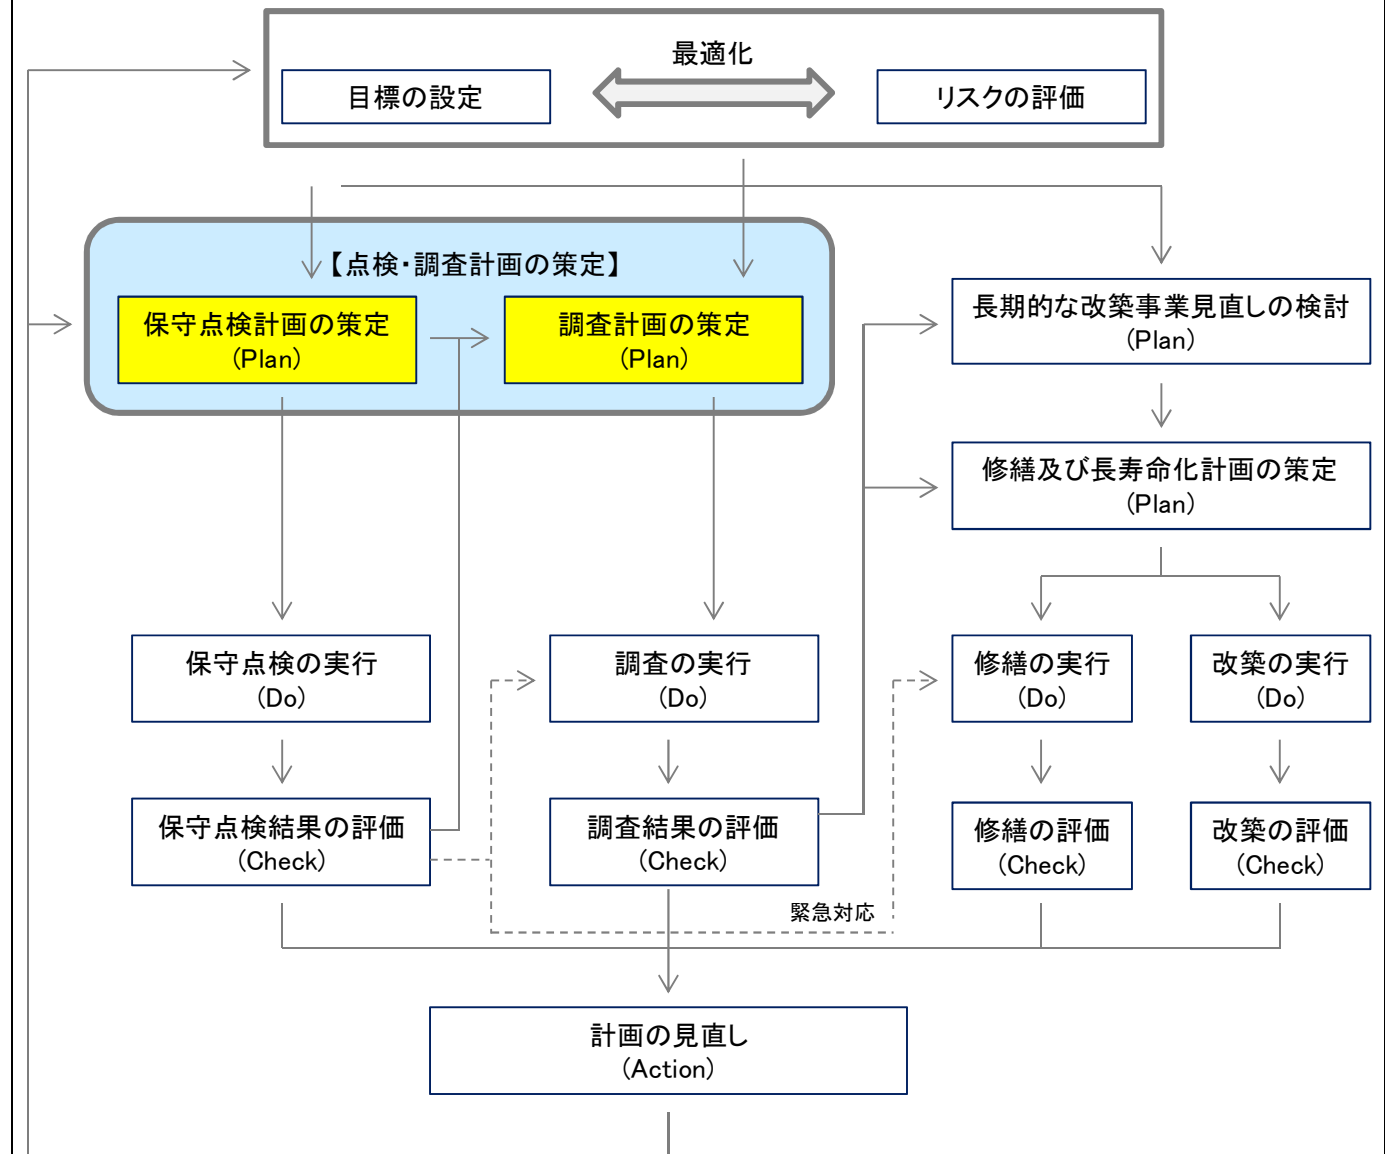 最適化
目標の設定
リスクの評価
【点検・調査計画の策定】
保守点検計画の策定
(Plan)
調査計画の策定
(Plan)
長期的な改築事業見直しの検討
(Plan)
修繕及び長寿命化計画の策定
(Plan)
保守点検の実行
(Do)
調査の実行
(Do)
修繕の実行
(Do)
改築の実行
(Do)
保守点検結果の評価
(Check)
調査結果の評価
(Check)
修繕の評価
(Check)
改築の評価
(Check)
緊急対応
計画の見直し
(Action)